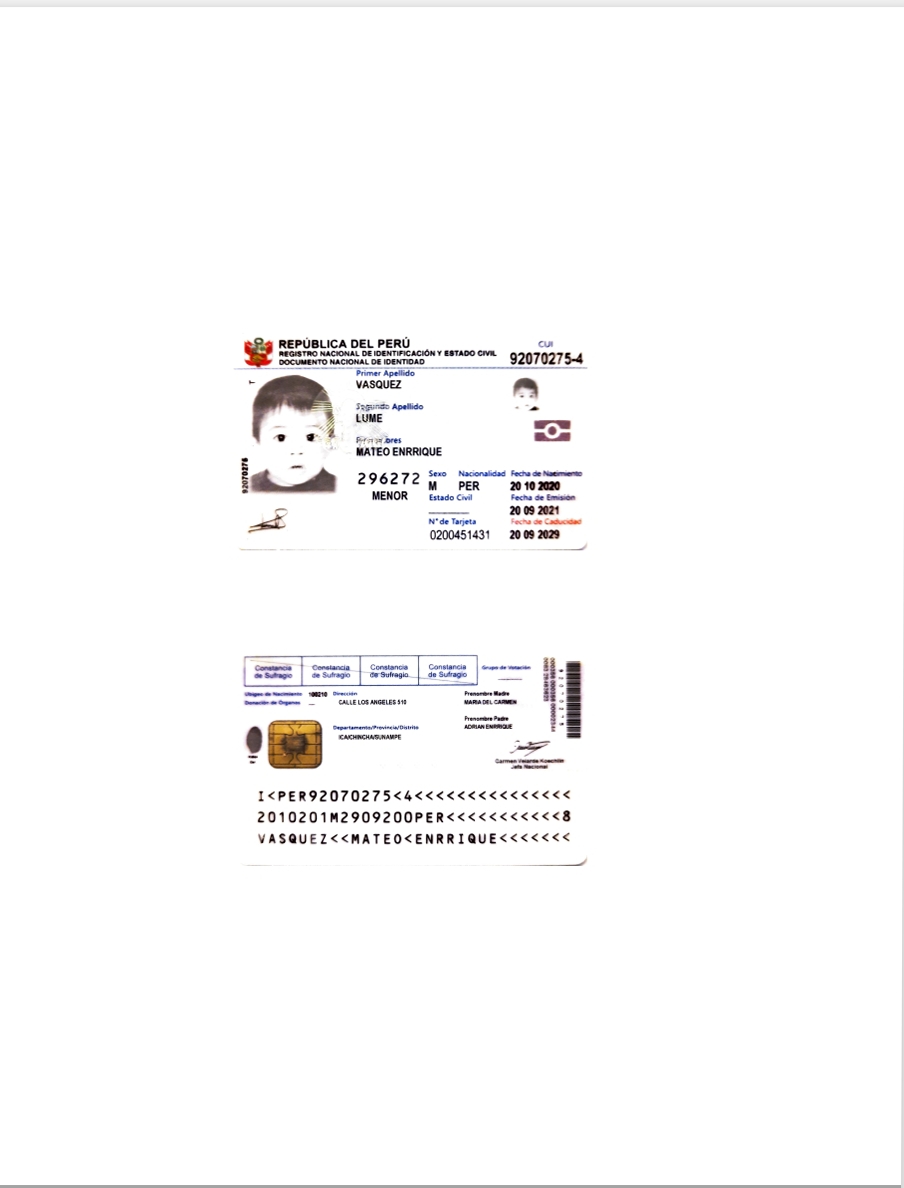 REPÚBLICA DEL PERÚ
REGISTRO NACIONAL DE IDENTIFICACIÓN Y ESTADO CIVIL
DOCUMENTO NACIONAL DE IDENTIDAD
CUI
92070275-4
Primer Apellido
VASQUEZ
Segundo Apellido
LUME
MATEO ENRRIQUE
T
92070275
296272
MENOR
Sexo Nacionalidad Fecha de Nacimiento
M PER 20 10 2020
Estado Civil Fecha de Emisión
20 09 2021
N° de Tarjeta Fecha de Caducidad
0200451431 20 09 2029
Constancia de Sufragio
Constancia de Sufragio
Constancia de Sufragio
Constancia de Sufragio
Grupo de Votación
Ubigeo de Nacimiento 100210
Donación de Organos
Dirección
CALLE LOS ANGELES 510
Departamento/Provincia/Distrito
ICA/CHINCHA/SUNAMPE
Prenombre Madre
MARIA DEL CARMEN
Prenombre Padre
ADRIAN ENRRIQUE
Carmen Velarde Koechlin
Jefa Nacional
I<PER92070275<4<<<<<<<<<<<<<<<
2010201M2909200PER<<<<<<<<<<<8
VASQUEZ<<MATEO<ENRRIQUE<<<<<<<